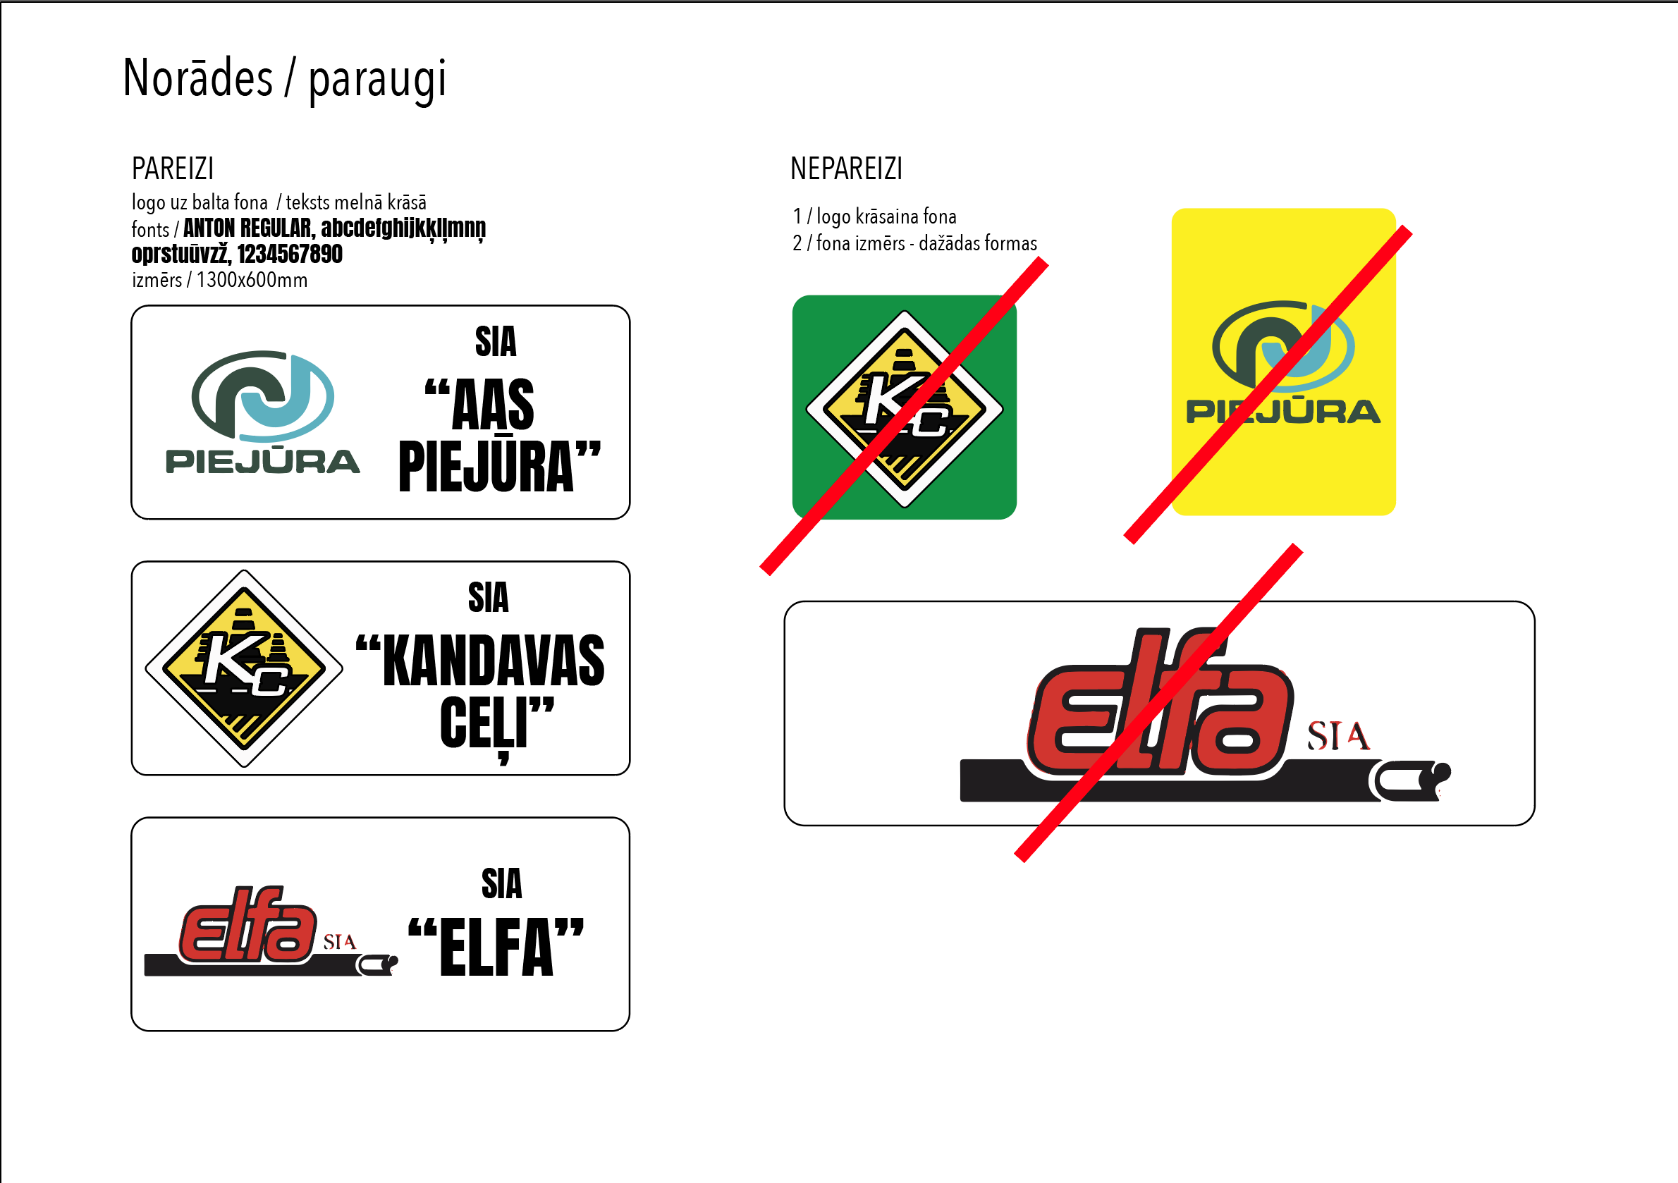 Norādes / paraugi
PAREIZI
logo uz balta fona / teksts melnā krāsā
fonts / ANTON REGULAR, abcdefghijkķlļmnņ
oprstuūvzž, 1234567890
izmērs / 1300x600mm
PIEJŪRA
SIA
“AAS
PIEJŪRA”
KC
SIA
“KANDAVAS
CEĻI”
elfa SIA
SIA
“ELFA”
NEPAREIZI
1 / logo krāsaina fona
2 / fona izmērs - dažādas formas
KC
PIEJŪRA
elfa SIA